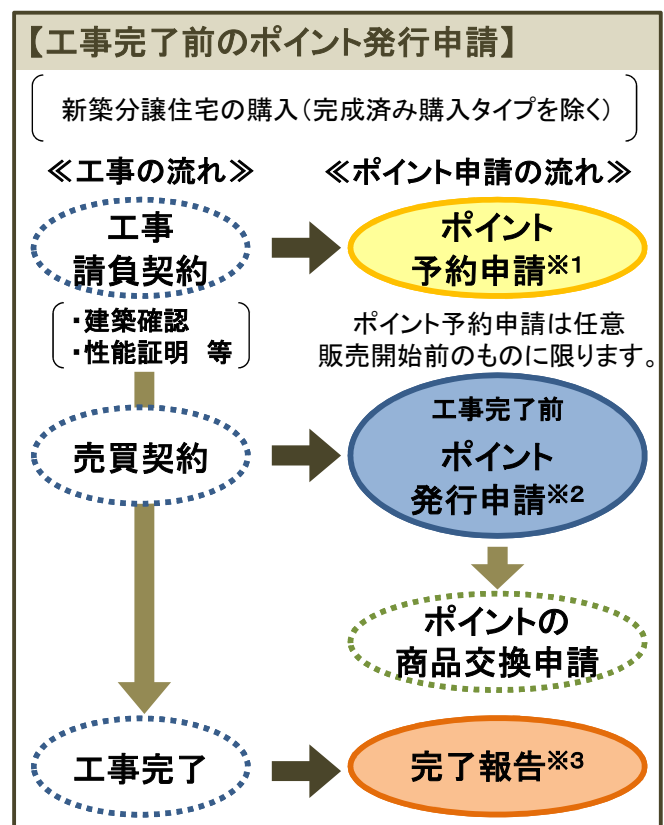 【工事完了前のポイント発行申請】
新築分譲住宅の購入（完成済み購入タイプを除く）
≪工事の流れ≫
≪ポイント申請の流れ≫
工事
請負契約
ポイント
予約申請※1
・建築確認
・性能証明　等
ポイント予約申請は任意
販売開始前のものに限ります。
売買契約
工事完了前
ポイント
発行申請※2
ポイントの
商品交換申請
工事完了
完了報告※3